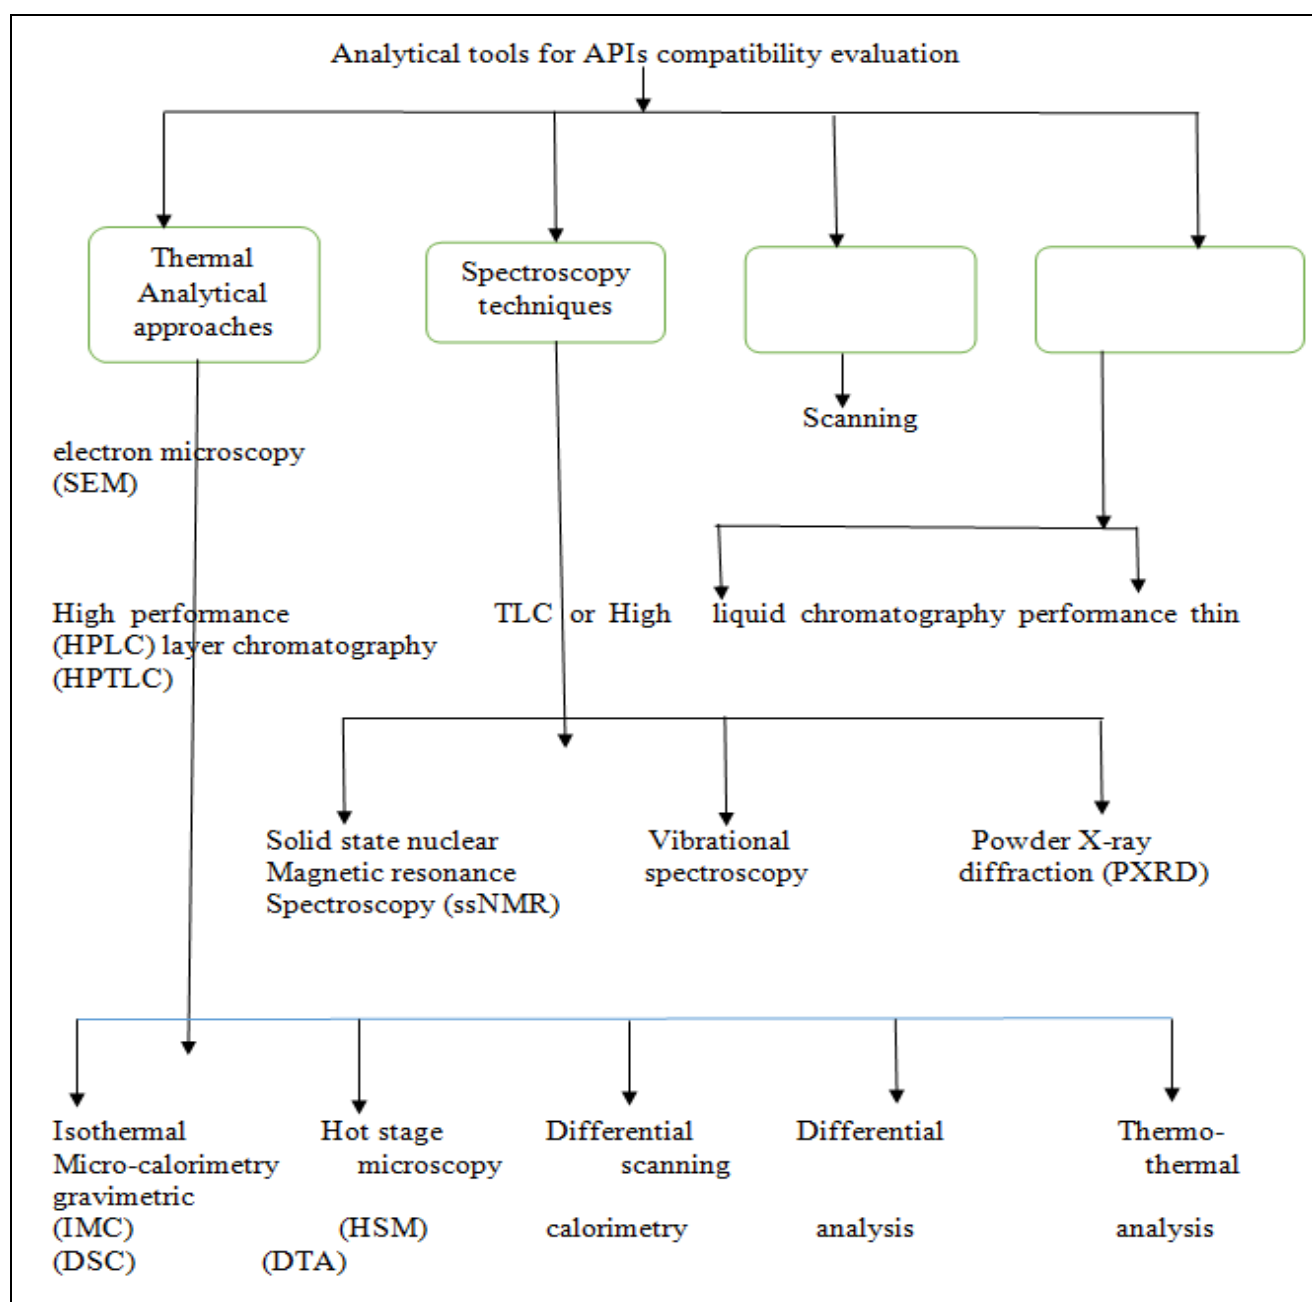 Analytical tools for APIs compatibility evaluation
Thermal
Analytical
approaches
Spectroscopy
techniques
Scanning
electron microscopy
(SEM)
High performance TLC or High liquid chromatography performance thin
(HPLC) layer chromatography
(HPTLC)
Solid state nuclear
Magnetic resonance
Spectroscopy (ssNMR)
Vibrational
spectroscopy
Powder X-ray
diffraction (PXRD)
Isothermal Hot stage Differential Differential Thermo-
Micro-calorimetry microscopy scanning thermal
gravimetric
(IMC) (HSM) calorimetry analysis analysis
(DSC) (DTA)